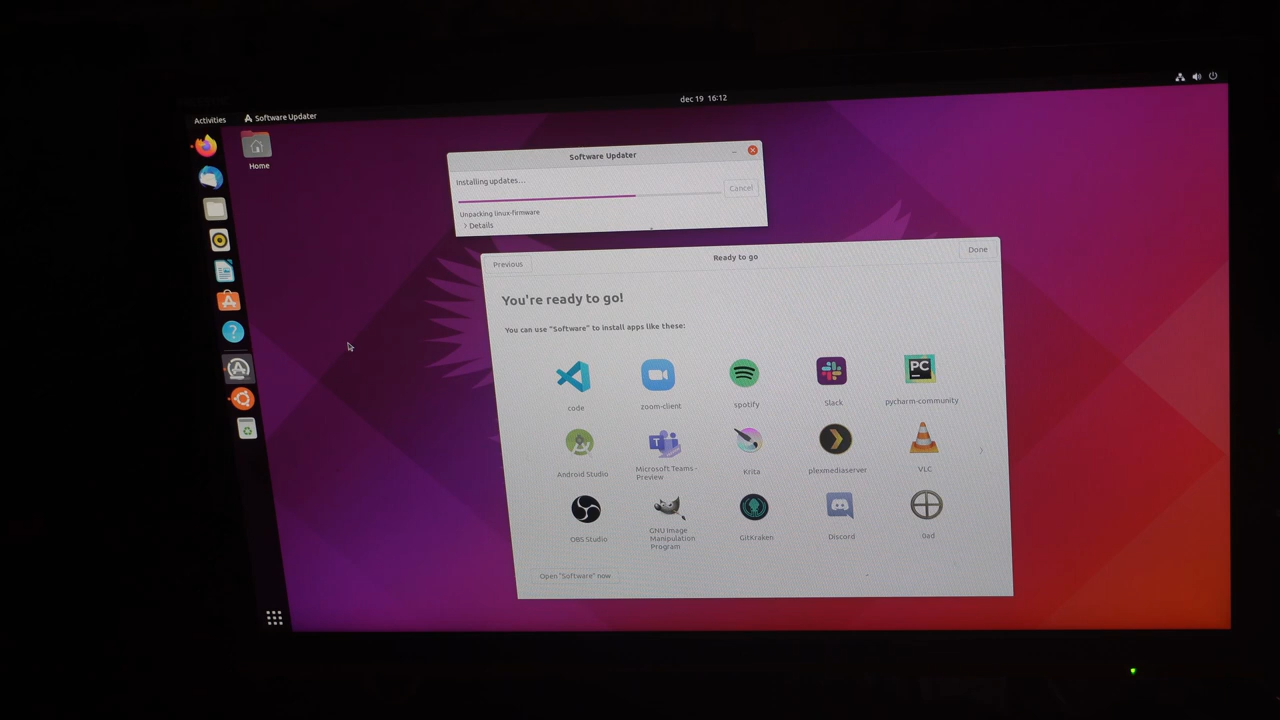 dec 19 16:12
Activities
Software Updater
Home
Software Updater
Installing updates...
Cancel
Unpacking linux-firmware
Details
Previous
Ready to go
Done
You're ready to go!
You can use "Software" to install apps like these:
code
zoom-client
spotify
Slack
PC
pycharm-community
Android Studio
T
Microsoft Teams -
Preview
Krita
plexmediaserver
VLC
OBS Studio
GNU Image
Manipulation
Program
GitKraken
Discord
0ad
Open "Software" now